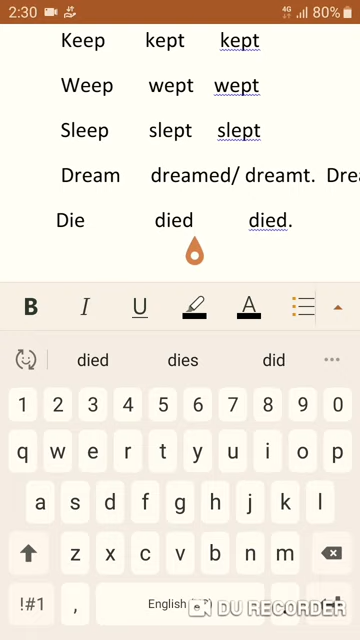 2:30 4G 80%
Keep kept kept
Weep wept wept
Sleep slept slept
Dream dreamed/ dreamt. Drea
Die died died.
B I U A
died dies did ...
1 2 3 4 5 6 7 8 9 0
q w e r t y u i o p
a s d f g h j k l
z x c v b n m
!#1 , English DU RECORDER